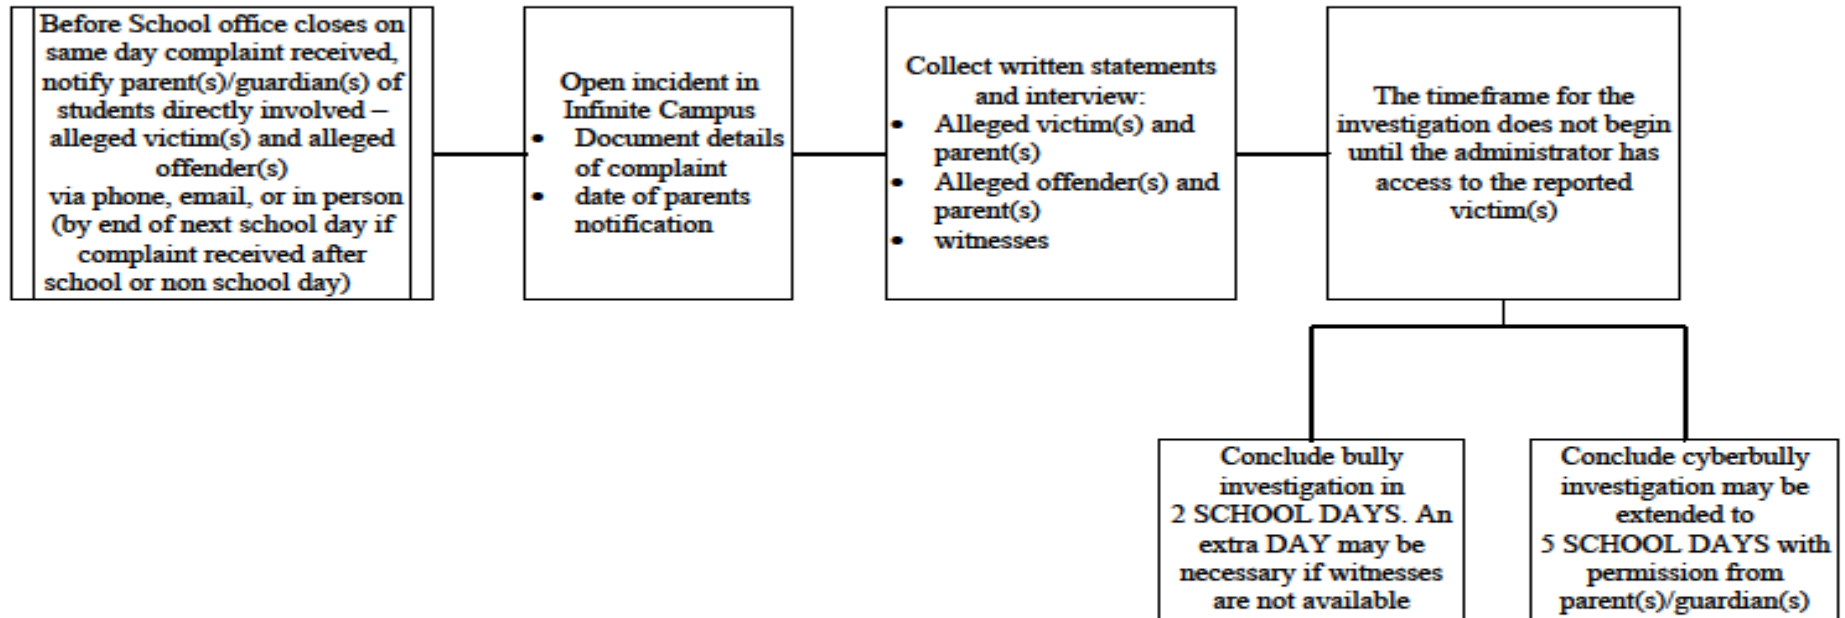 Before School office closes on
same day complaint received,
notify parent(s)/guardian(s) of
students directly involved –
alleged victim(s) and alleged
offender(s)
via phone, email, or in person
(by end of next school day if
complaint received after
school or non school day)
Open incident in
Infinite Campus
• Document details
of complaint
• date of parents
notification
Collect written statements
and interview:
• Alleged victim(s) and
parent(s)
• Alleged offender(s) and
parent(s)
• witnesses
The timeframe for the
investigation does not begin
until the administrator has
access to the reported
victim(s)
Conclude bully
investigation in
2 SCHOOL DAYS. An
extra DAY may be
necessary if witnesses
are not available
Conclude cyberbully
investigation may be
extended to
5 SCHOOL DAYS with
permission from
parent(s)/guardian(s)